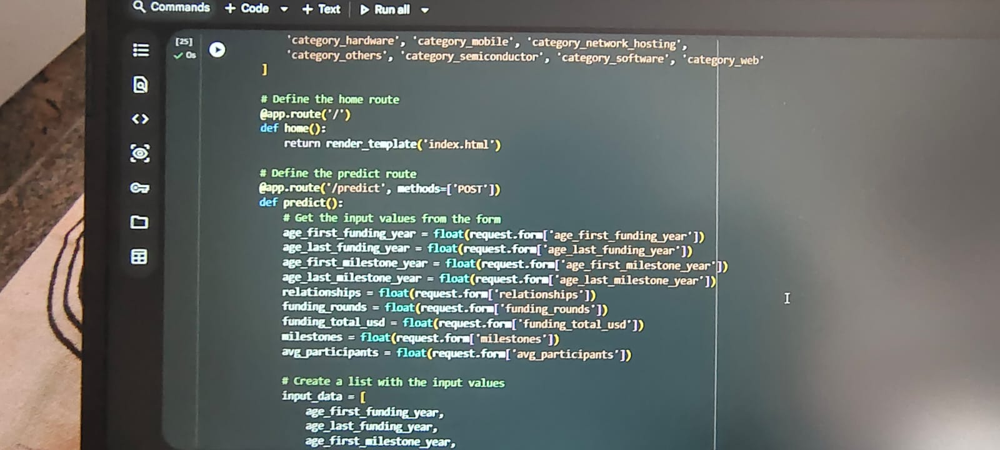 Commands + Code + Text Run all
[25]
0s
'category_hardware', 'category_mobile', 'category_network_hosting',
'category_others', 'category_semiconductor', 'category_software', 'category_web'
]
# Define the home route
@app.route('/')
def home():
return render_template('index.html')
# Define the predict route
@app.route('/predict', methods=['POST'])
def predict():
# Get the input values from the form
age_first_funding_year = float(request.form['age_first_funding_year'])
age_last_funding_year = float(request.form['age_last_funding_year'])
age_first_milestone_year = float(request.form['age_first_milestone_year'])
age_last_milestone_year = float(request.form['age_last_milestone_year'])
relationships = float(request.form['relationships'])
funding_rounds = float(request.form['funding_rounds'])
funding_total_usd = float(request.form['funding_total_usd'])
milestones = float(request.form['milestones'])
avg_participants = float(request.form['avg_participants'])
# Create a list with the input values
input_data = [
age_first_funding_year,
age_last_funding_year,
age_first_milestone_year,